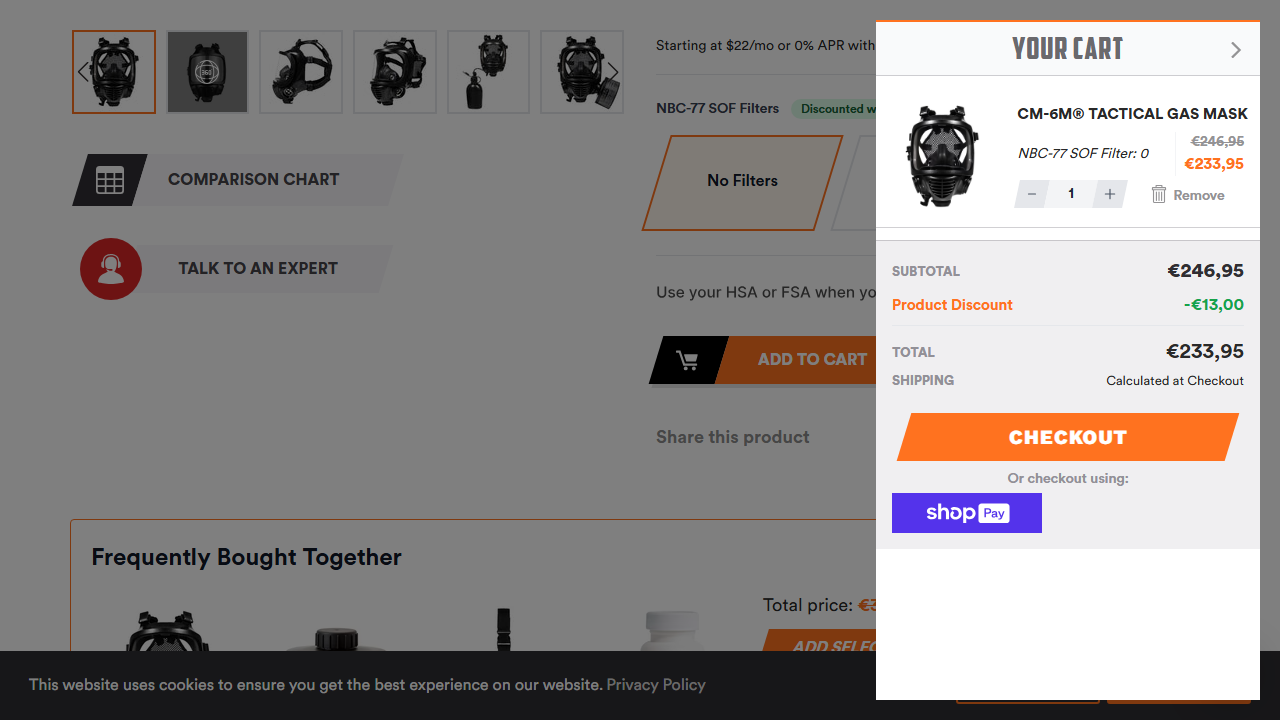 Starting at $22/mo or 0% APR with
NBC-77 SOF Filters
Discounted w
No Filters
COMPARISON CHART
TALK TO AN EXPERT
Use your HSA or FSA when yo
ADD TO CART
Share this product
Frequently Bought Together
Total price:
ADD SELEC
This website uses cookies to ensure you get the best experience on our website. Privacy Policy
YOUR CART
CM-6M® TACTICAL GAS MASK
NBC-77 SOF Filter: 0
€246,95
€233,95
− 1 +
Remove
SUBTOTAL €246,95
Product Discount -€13,00
TOTAL €233,95
SHIPPING Calculated at Checkout
CHECKOUT
Or checkout using:
shop Pay